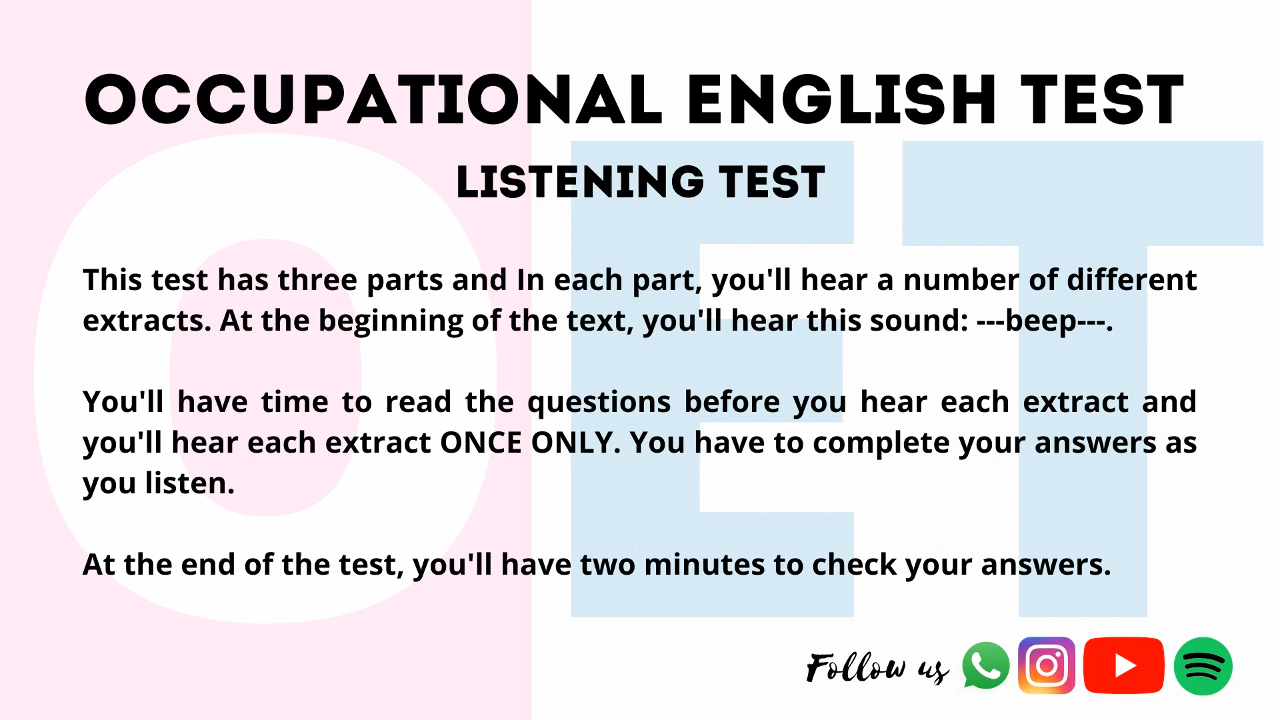 OCCUPATIONAL ENGLISH TEST
LISTENING TEST
This test has three parts and In each part, you'll hear a number of different
extracts. At the beginning of the text, you'll hear this sound: ---beep---.
You'll have time to read the questions before you hear each extract and
you'll hear each extract ONCE ONLY. You have to complete your answers as
you listen.
At the end of the test, you'll have two minutes to check your answers.
Follow us
OET